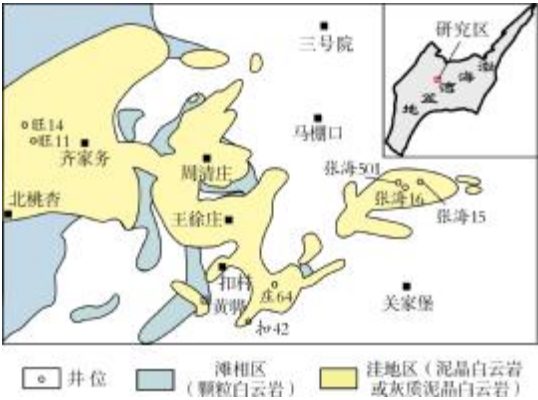 三号院
研究区
渤
海
湾
盆
地
马棚口
旺14
旺11
齐家务
周清庄
张海501
张海16
张海15
北桃杏
王徐庄
扣村
黄骅
庄64
扣42
关家堡
井位
滩相区
(颗粒白云岩)
洼地区(泥晶白云岩
或灰质泥晶白云岩)